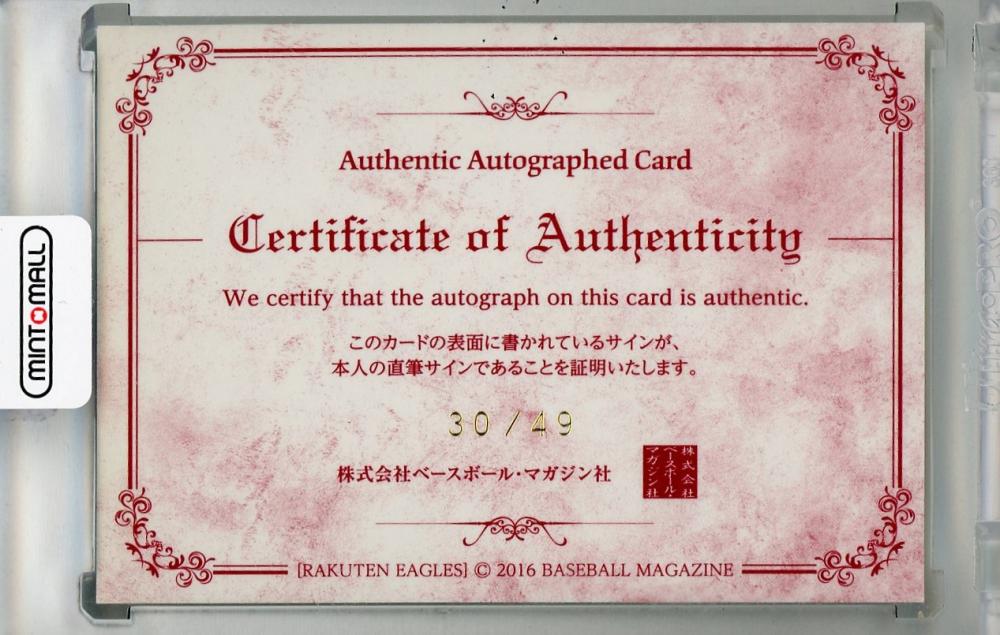 Authentic Autographed Card
Certificate of Authenticity
We certify that the autograph on this card is authentic.
このカードの表面に書かれているサインが、
本人の直筆サインであることを証明いたします。
30/49
株式会社ベースボール・マガジン社
株式会社
ベースボール
マガジン社
[RAKUTEN EAGLES] © 2016 BASEBALL MAGAZINE
MINT MALL